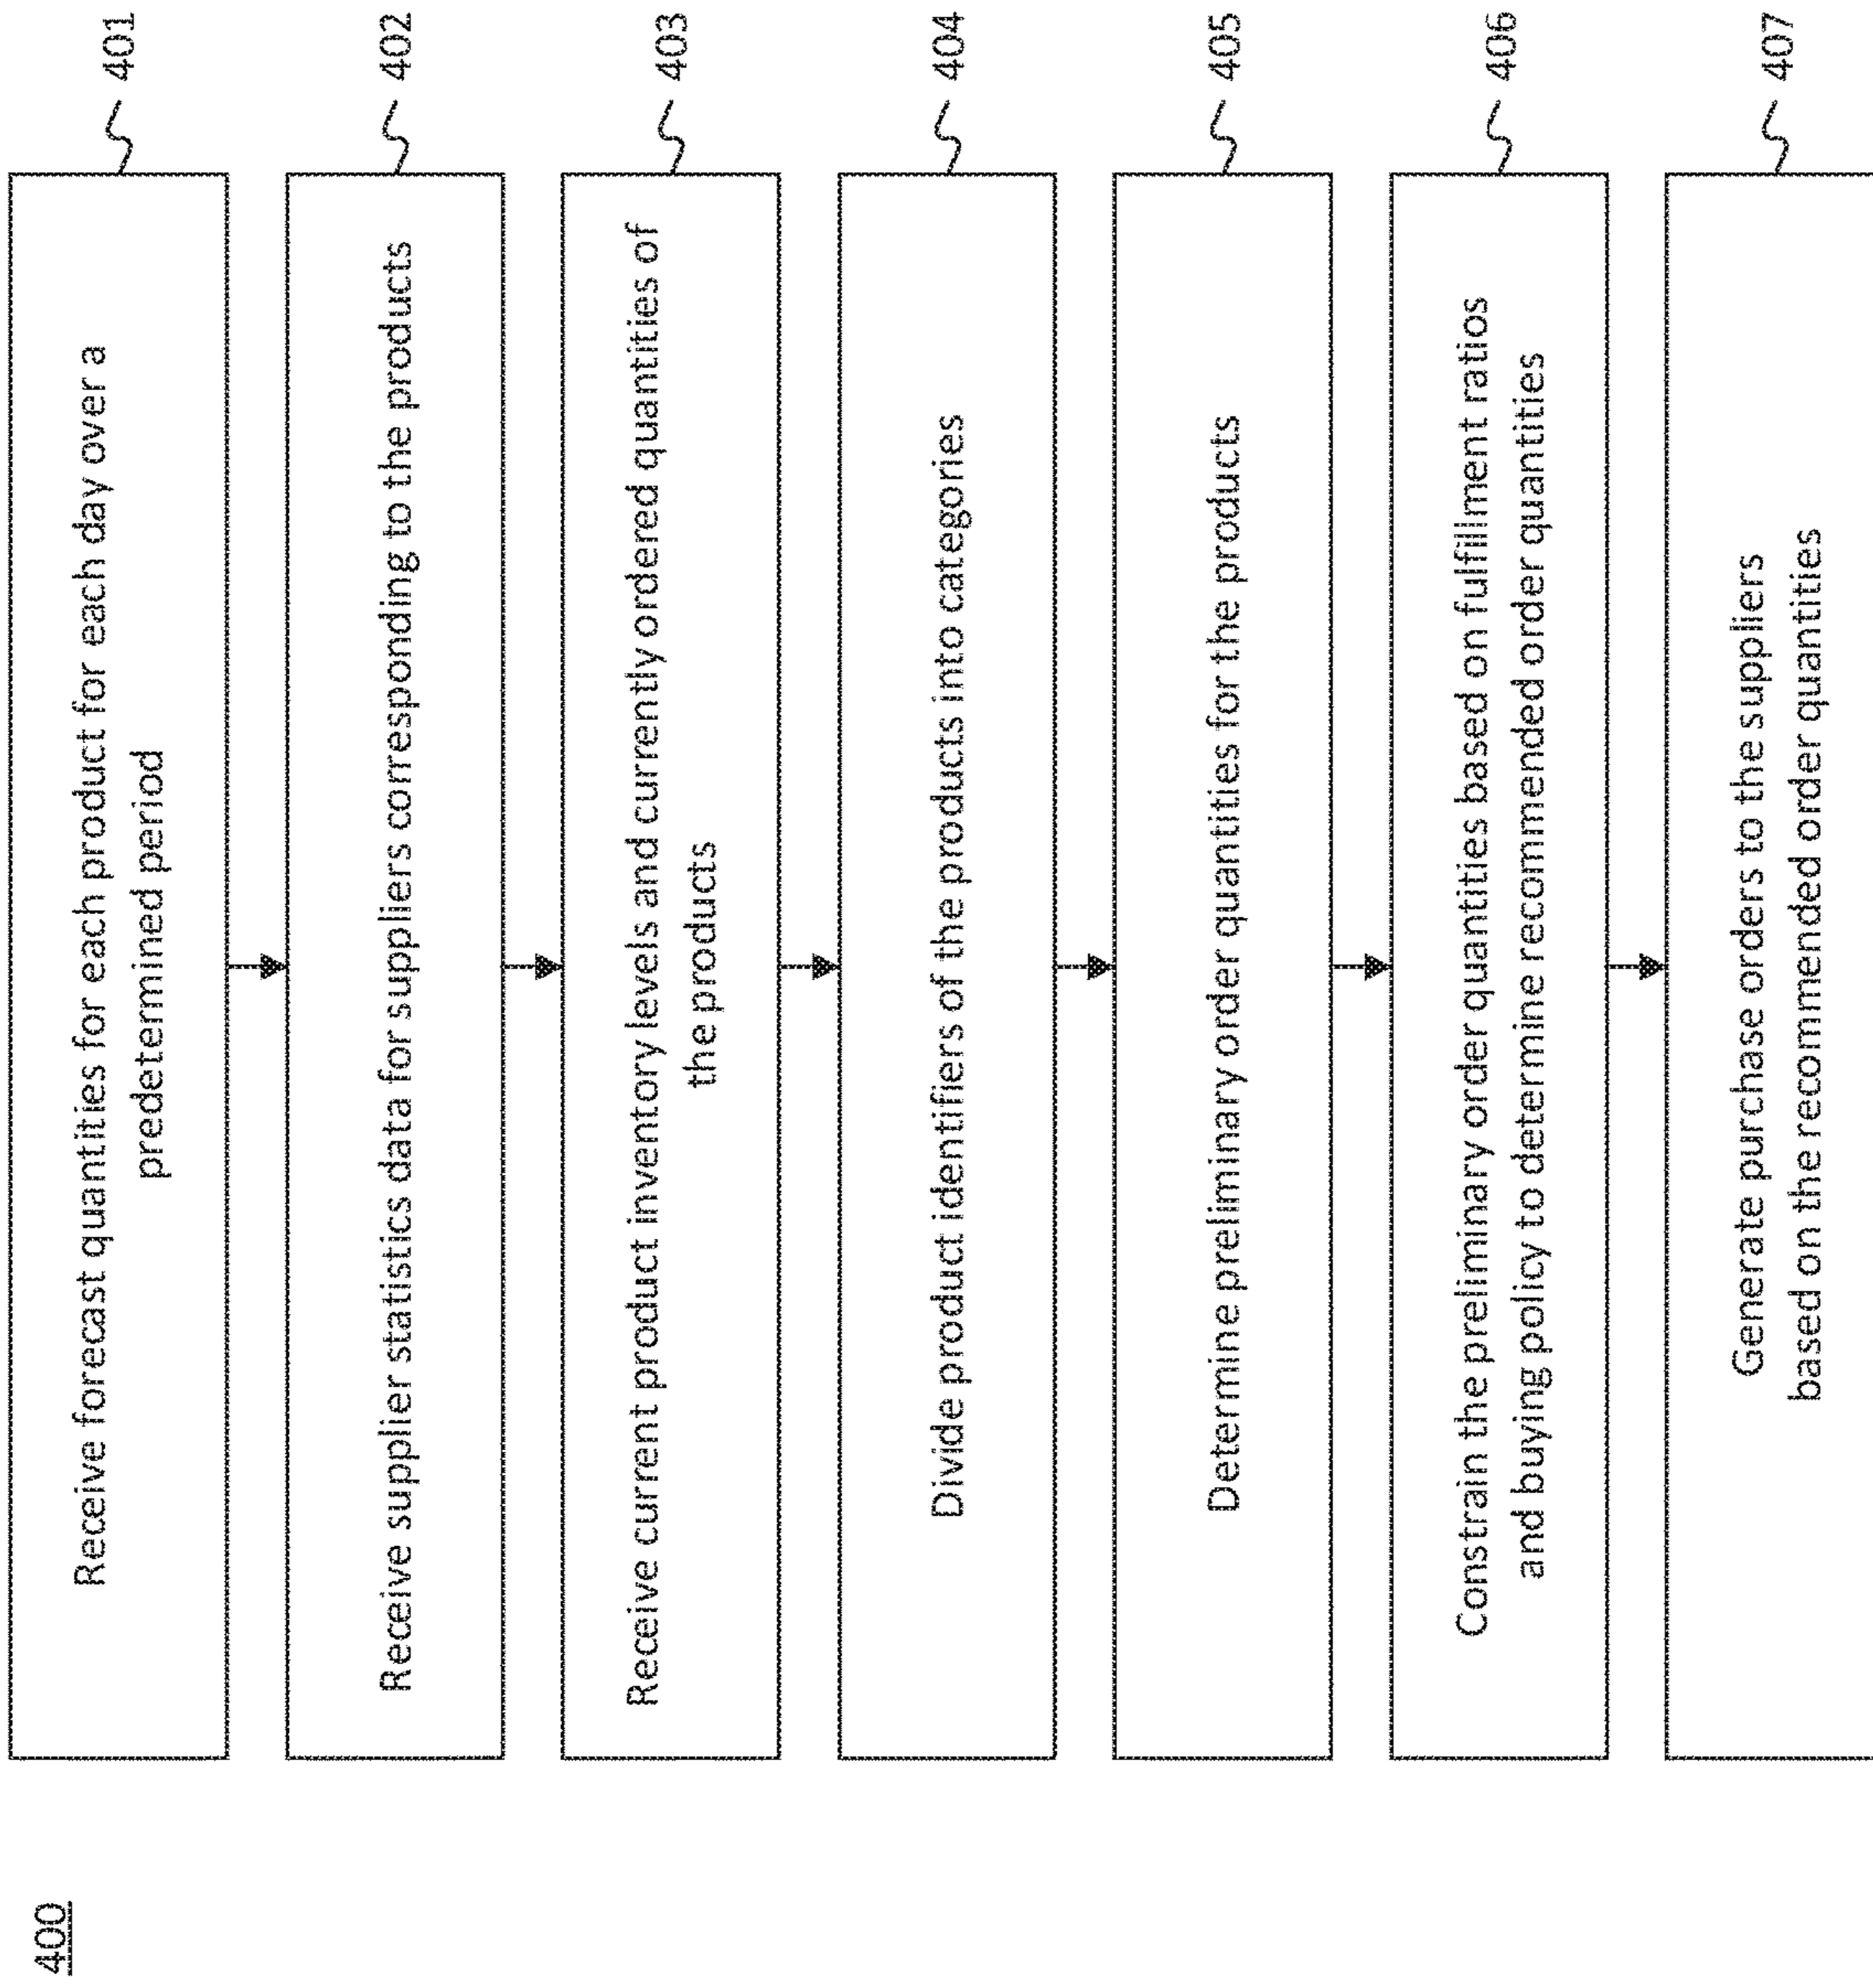 400
Receive forecast quantities for each product for each day over a
predetermined period
401
Receive supplier statistics data for suppliers corresponding to the products
402
Receive current product inventory levels and currently ordered quantities of
the products
403
Divide product identifiers of the products into categories
404
Determine preliminary order quantities for the products
405
Constrain the preliminary order quantities based on fulfillment ratios
and buying policy to determine recommended order quantities
406
Generate purchase orders to the suppliers
based on the recommended order quantities
407